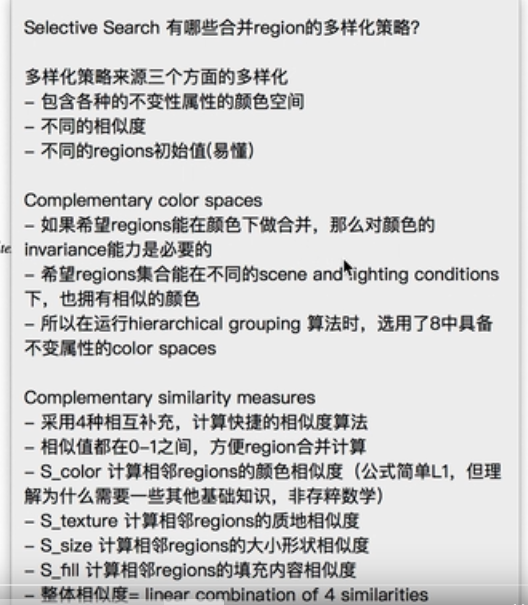 Selective Search 有哪些合并region的多样化策略?
多样化策略来源三个方面的多样化
– 包含各种的不变性属性的颜色空间
– 不同的相似度
– 不同的regions初始值(易懂)
Complementary color spaces
– 如果希望regions能在颜色下做合并，那么对颜色的
invariance能力是必要的
– 希望regions集合能在不同的scene and lighting conditions
下，也拥有相似的颜色
– 所以在运行hierarchical grouping 算法时，选用了8中具备
不变属性的color spaces
Complementary similarity measures
– 采用4种相互补充，计算快捷的相似度算法
– 相似值都在0–1之间，方便region合并计算
– S_color 计算相邻regions的颜色相似度（公式简单L1，但理
解为什么需要一些其他基础知识，非存粹数学）
– S_texture 计算相邻regions的质地相似度
– S_size 计算相邻regions的大小形状相似度
– S_fill 计算相邻regions的填充内容相似度
– 整体相似度= linear combination of 4 similarities